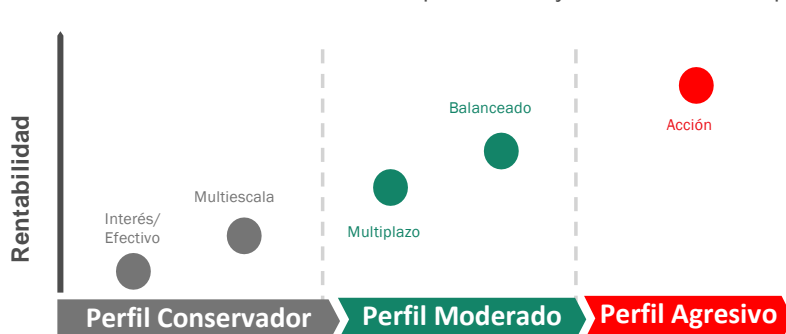 Balanceado
Acción
Multiescala
Interés/
Efectivo
Multiplazo
Rentabilidad
Perfil Conservador
Perfil Moderado
Perfil Agresivo